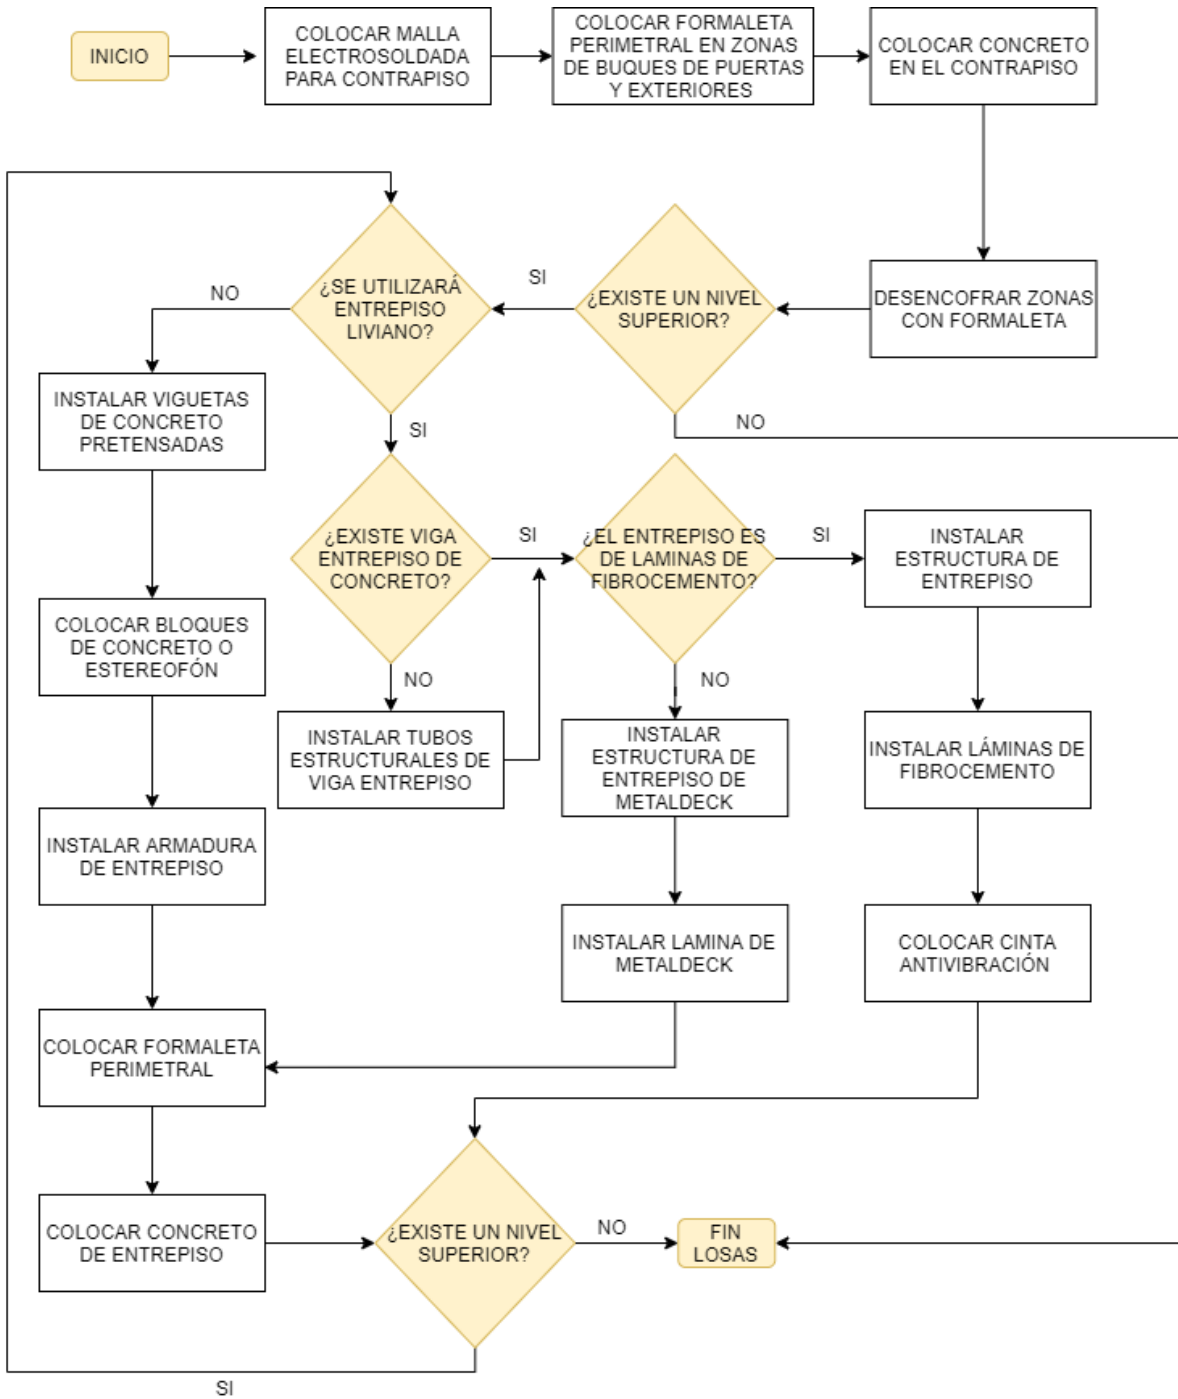 INICIO
COLOCAR MALLA
ELECTROSOLDADA
PARA CONTRAPISO
COLOCAR FORMALETA
PERIMETRAL EN ZONAS
DE BUQUES DE PUERTAS
Y EXTERIORES
COLOCAR CONCRETO
EN EL CONTRAPISO
DESENCOFRAR ZONAS
CON FORMALETA
¿EXISTE UN NIVEL
SUPERIOR?
SI
NO
¿SE UTILIZARÁ
ENTREPISO
LIVIANO?
NO
SI
INSTALAR VIGUETAS
DE CONCRETO
PRETENSADAS
¿EXISTE VIGA
ENTREPISO DE
CONCRETO?
SI
NO
¿EL ENTREPISO ES
DE LAMINAS DE
FIBROCEMENTO?
SI
NO
INSTALAR
ESTRUCTURA DE
ENTREPISO
COLOCAR BLOQUES
DE CONCRETO O
ESTEREOFÓN
INSTALAR TUBOS
ESTRUCTURALES DE
VIGA ENTREPISO
INSTALAR
ESTRUCTURA DE
ENTREPISO DE
METALDECK
INSTALAR LÁMINAS DE
FIBROCEMENTO
INSTALAR ARMADURA
DE ENTREPISO
INSTALAR LAMINA DE
METALDECK
COLOCAR CINTA
ANTIVIBRACIÓN
COLOCAR FORMALETA
PERIMETRAL
COLOCAR CONCRETO
DE ENTREPISO
¿EXISTE UN NIVEL
SUPERIOR?
NO
FIN
LOSAS
SI